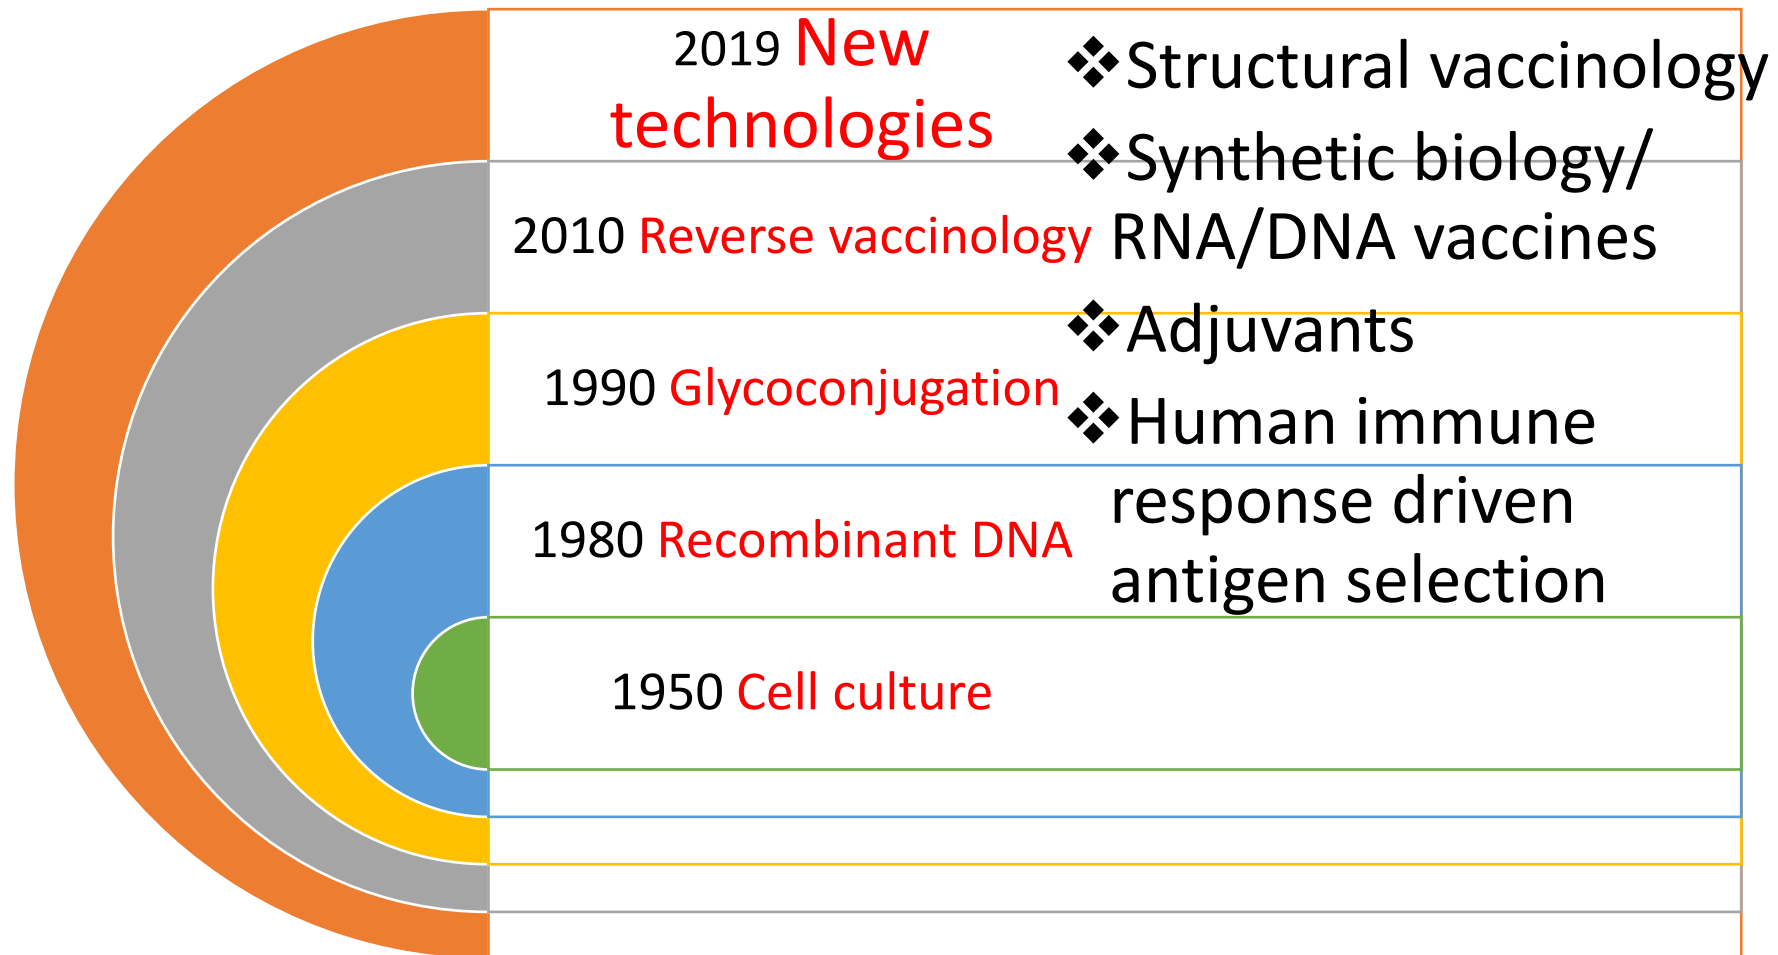 2019 New
technologies
2010 Reverse vaccinology
1990 Glycoconjugation
1980 Recombinant DNA
1950 Cell culture
❖Structural vaccinology
❖Synthetic biology/
RNA/DNA vaccines
❖Adjuvants
❖Human immune
response driven
antigen selection